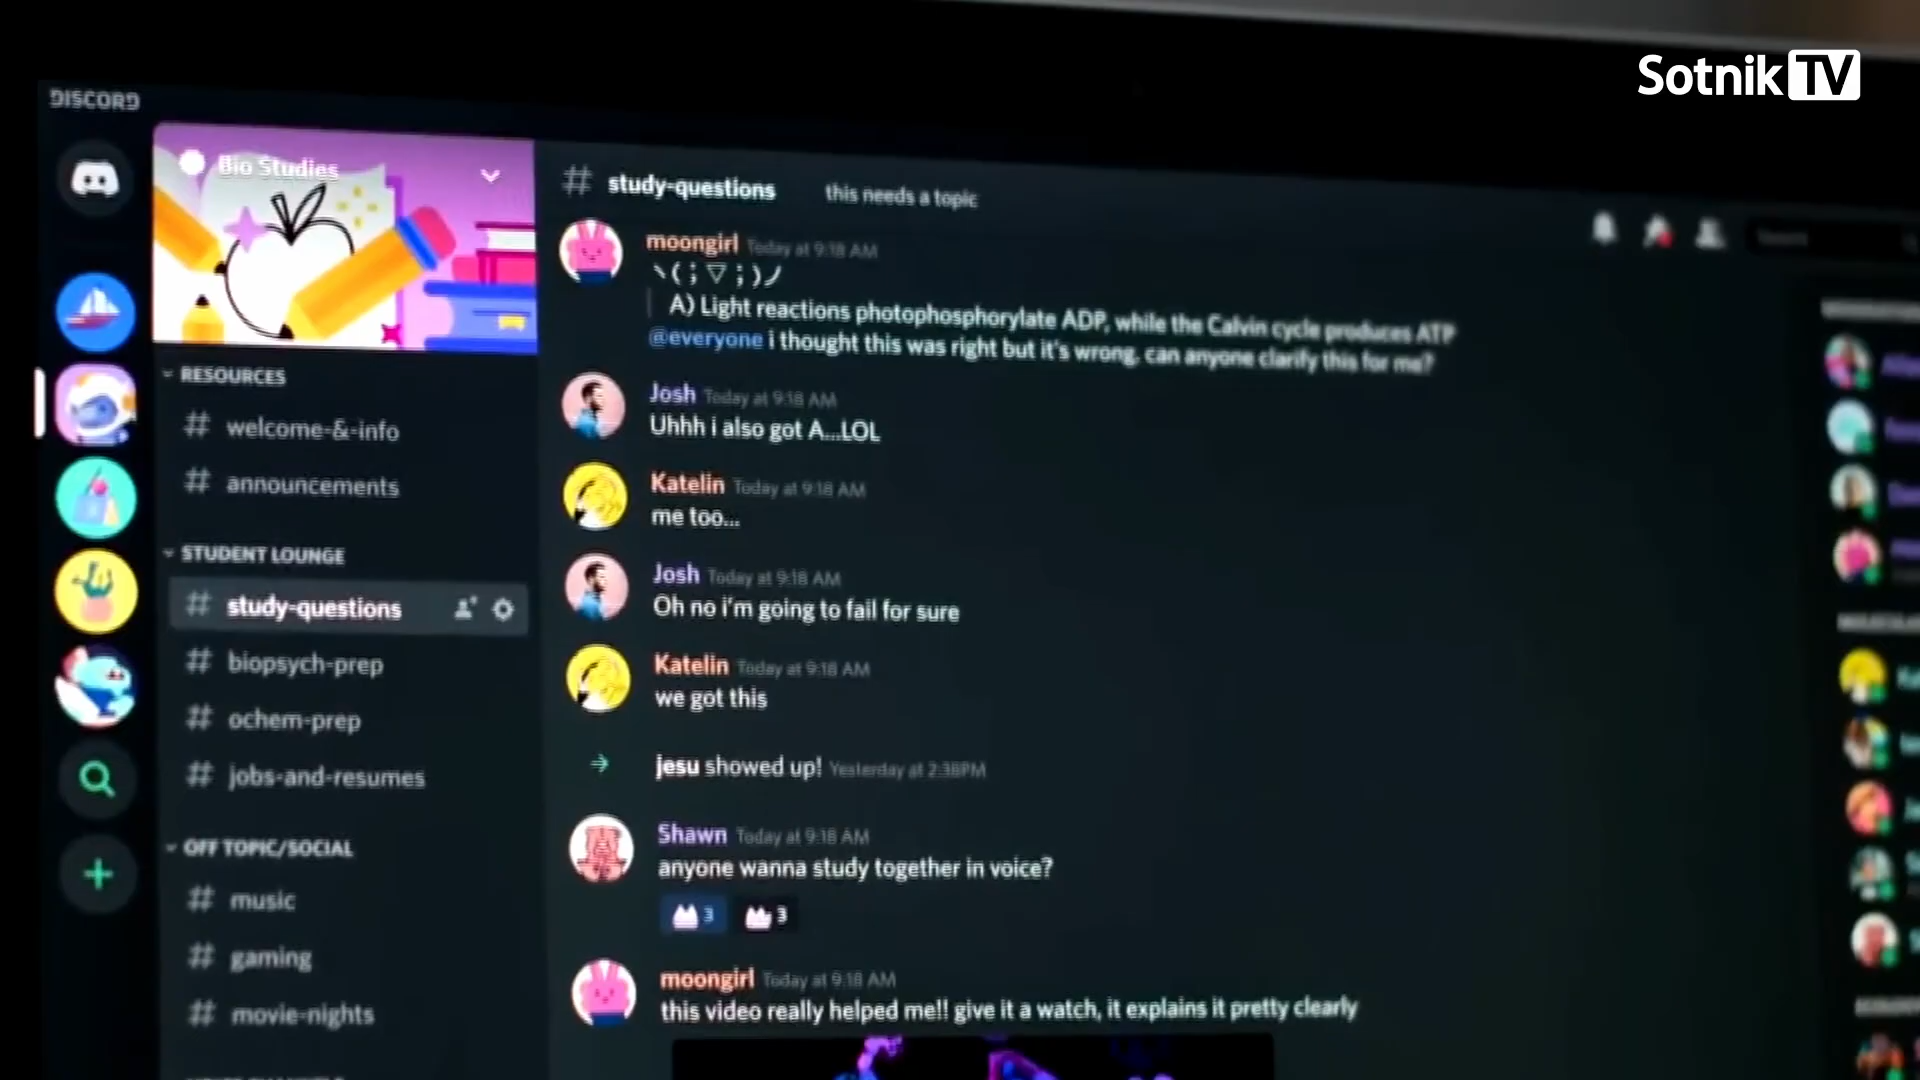 Sotnik TV
DISCORD
Bio Studies
RESOURCES
# welcome-&-info
# announcements
STUDENT LOUNGE
# study-questions
# biopsych-prep
# ochem-prep
# jobs-and-resumes
OFF TOPIC/SOCIAL
# music
# gaming
# movie-nights
# study-questions this needs a topic
moongirl Today at 9:18 AM
ヽ(;▽;)ノ
A) Light reactions photophosphorylate ADP, while the Calvin cycle produces ATP
@everyone i thought this was right but it's wrong. can anyone clarify this for me?
Josh Today at 9:18 AM
Uhhh i also got A...LOL
Katelin Today at 9:18 AM
me too...
Josh Today at 9:18 AM
Oh no i'm going to fail for sure
Katelin Today at 9:18 AM
we got this
jesu showed up! Yesterday at 2:38PM
Shawn Today at 9:18 AM
anyone wanna study together in voice?
3 3
moongirl Today at 9:18 AM
this video really helped me!! give it a watch, it explains it pretty clearly